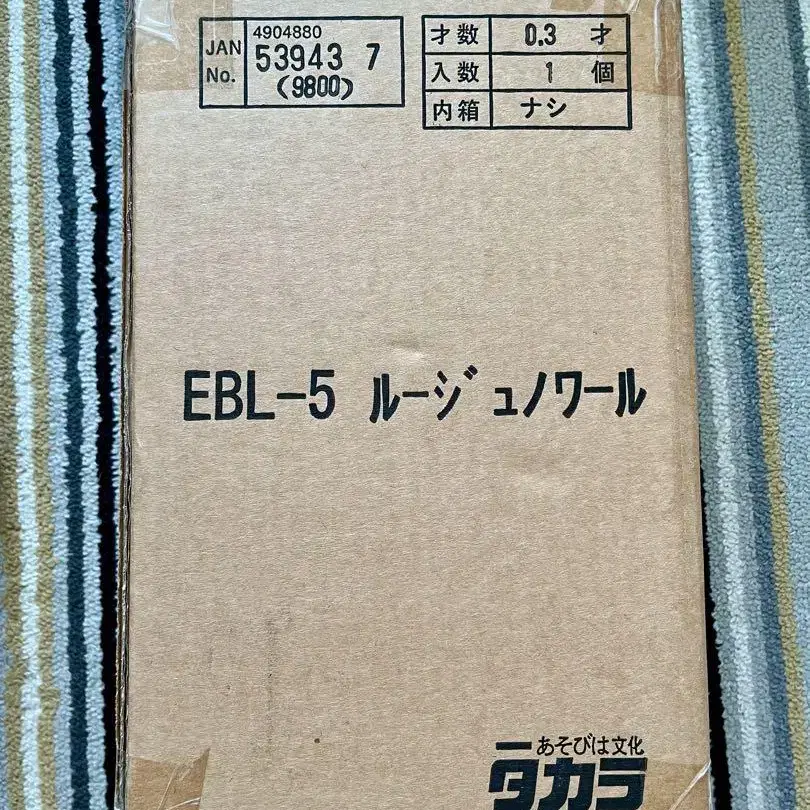 JAN No.
4904880
53943 7
(9800)
才数 0.3 才
入数 1 個
内箱 ナシ
EBL-5 ルージュノワール
あそびは文化
タカラ